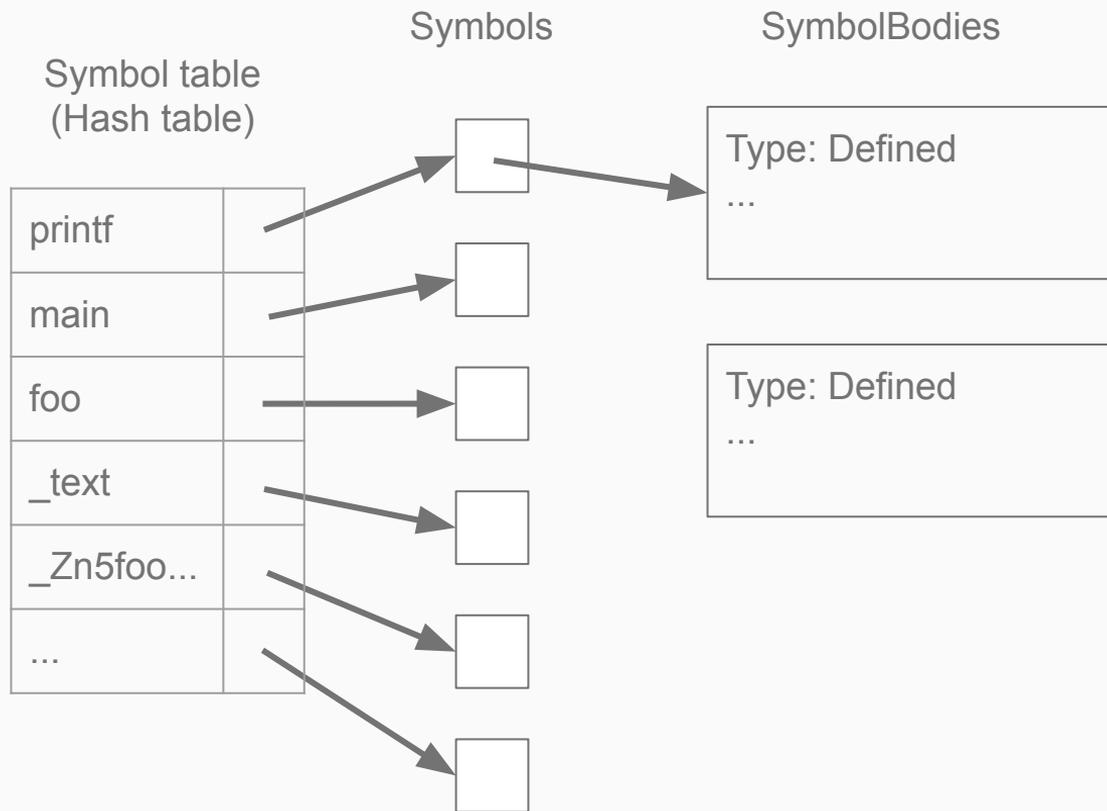 Symbols
SymbolBodies
Symbol table
(Hash table)
printf
main
foo
_text
_Zn5foo...
...
Type: Defined
...
Type: Defined
...